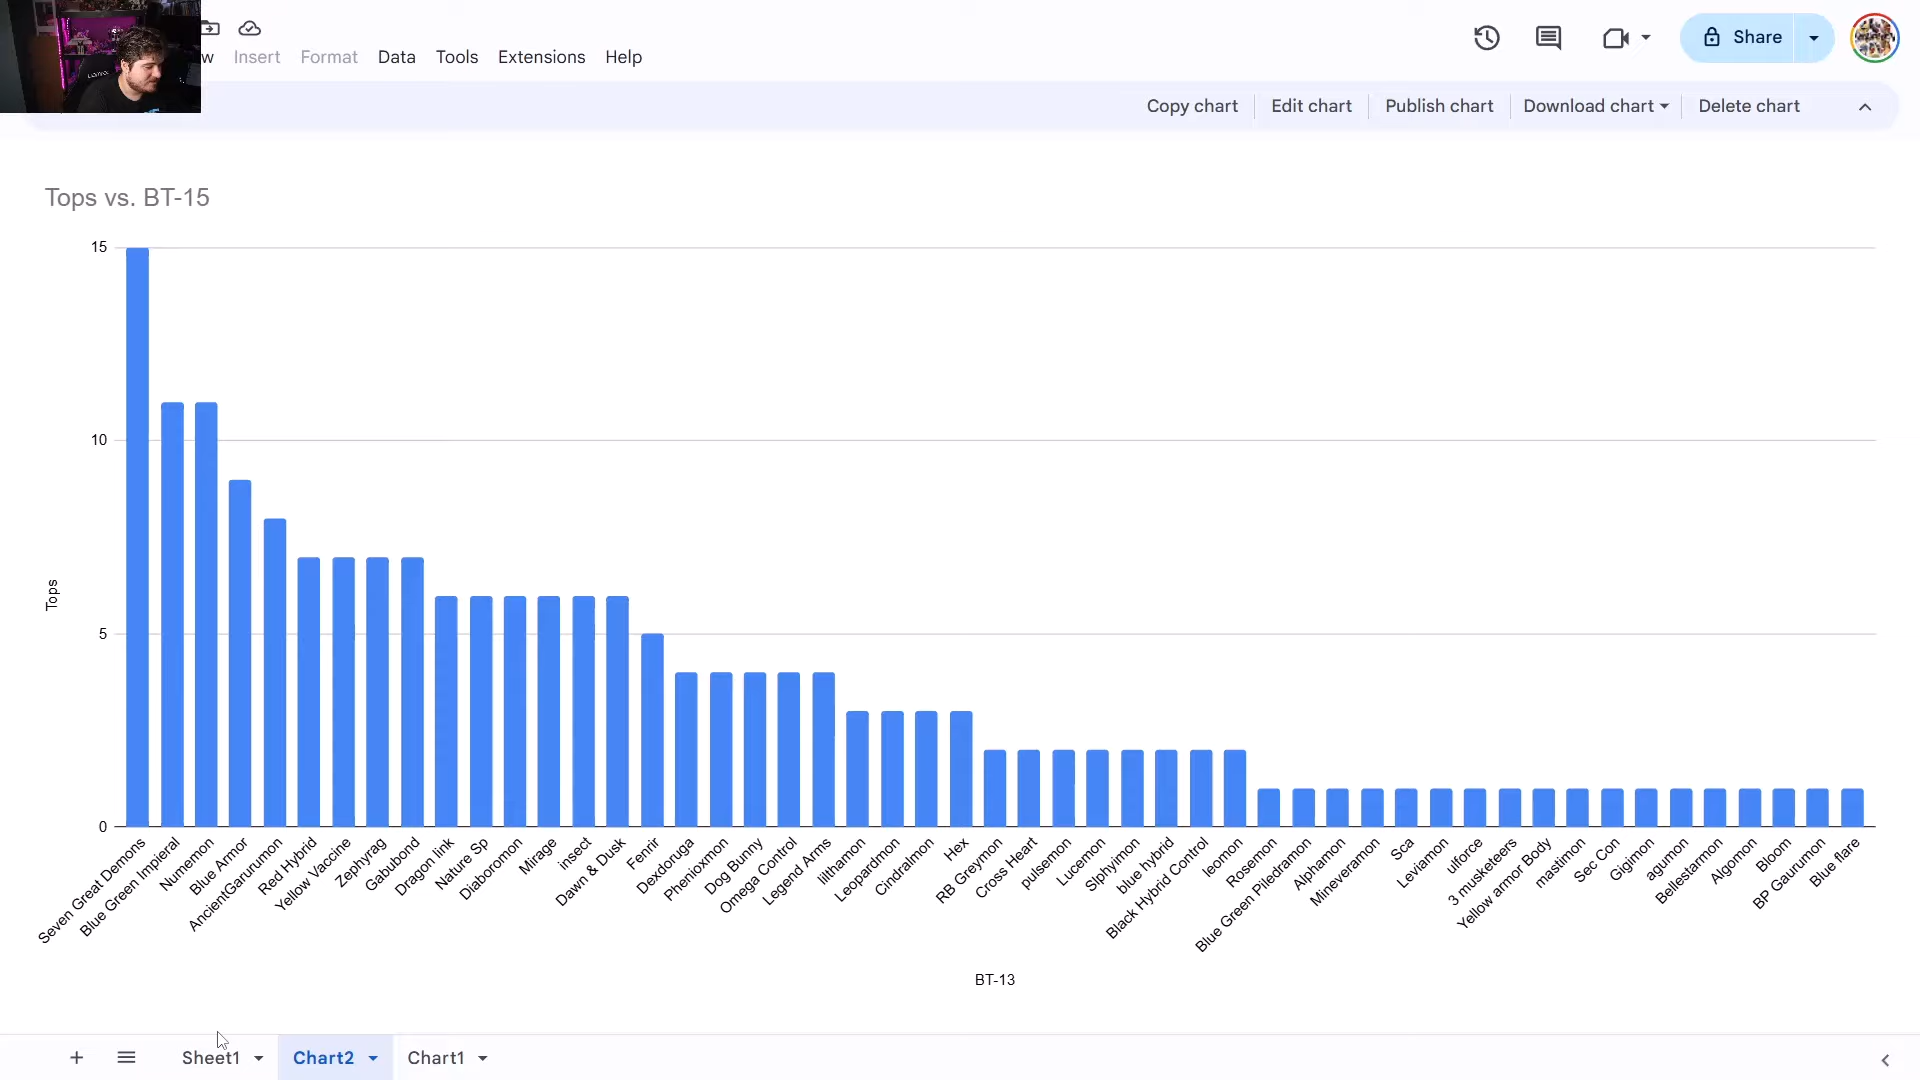 w Insert Format Data Tools Extensions Help
Share
Copy chart Edit chart Publish chart Download chart Delete chart
Tops vs. BT-15
15
10
5
0
Tops
Seven Great Demons
Blue Green Impieral
Numemon
Blue Armor
AncientGarurumon
Red Hybrid
Yellow Vaccine
Zephyrag
Gabubond
Dragon link
Nature Sp
Diaboromon
Mirage
insect
Dawn & Dusk
Fenrir
Dexdoruga
Phenioxmon
Dog Bunny
Omega Control
Legend Arms
lilthamon
Leopardmon
Cindralmon
Hex
RB Greymon
Cross Heart
pulsemon
Lucemon
Slphyimon
blue hybrid
Black Hybrid Control
leomon
Rosemon
Blue Green Piledramon
Alphamon
Mineveramon
Sca
Leviamon
ulforce
3 musketeers
Yellow armor Body
mastimon
Sec Con
Gigimon
agumon
Bellestarmon
Algomon
Bloom
BP Gaurumon
Blue flare
BT-13
Sheet1 Chart2 Chart1